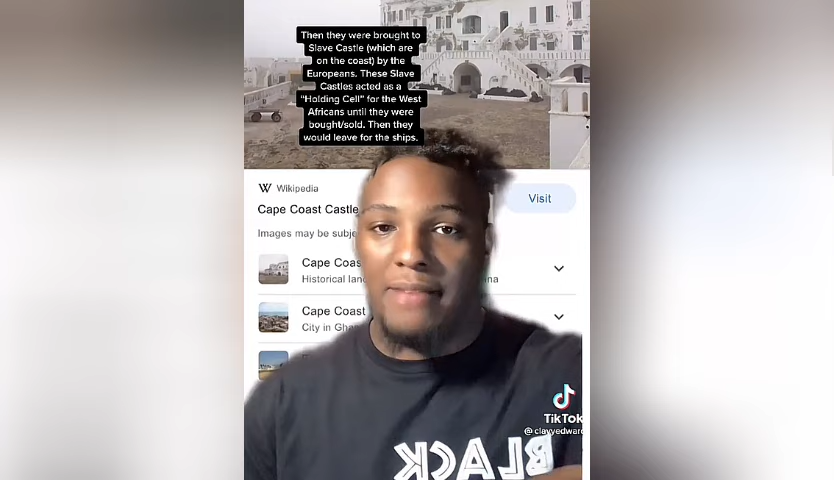 Then they were brought to
Slave Castle (which are
on the coast) by the
Europeans. These Slave
Castles acted as a
“Holding Cell” for the West
Africans until they were
bought/sold. Then they
would leave for the ships.
W Wikipedia
Visit
Cape Coast Castle
Images may be subje
Cape Coas
Historical lan
na
Cape Coast
City in Gha
TikTok
@ clayyedward
BLACK